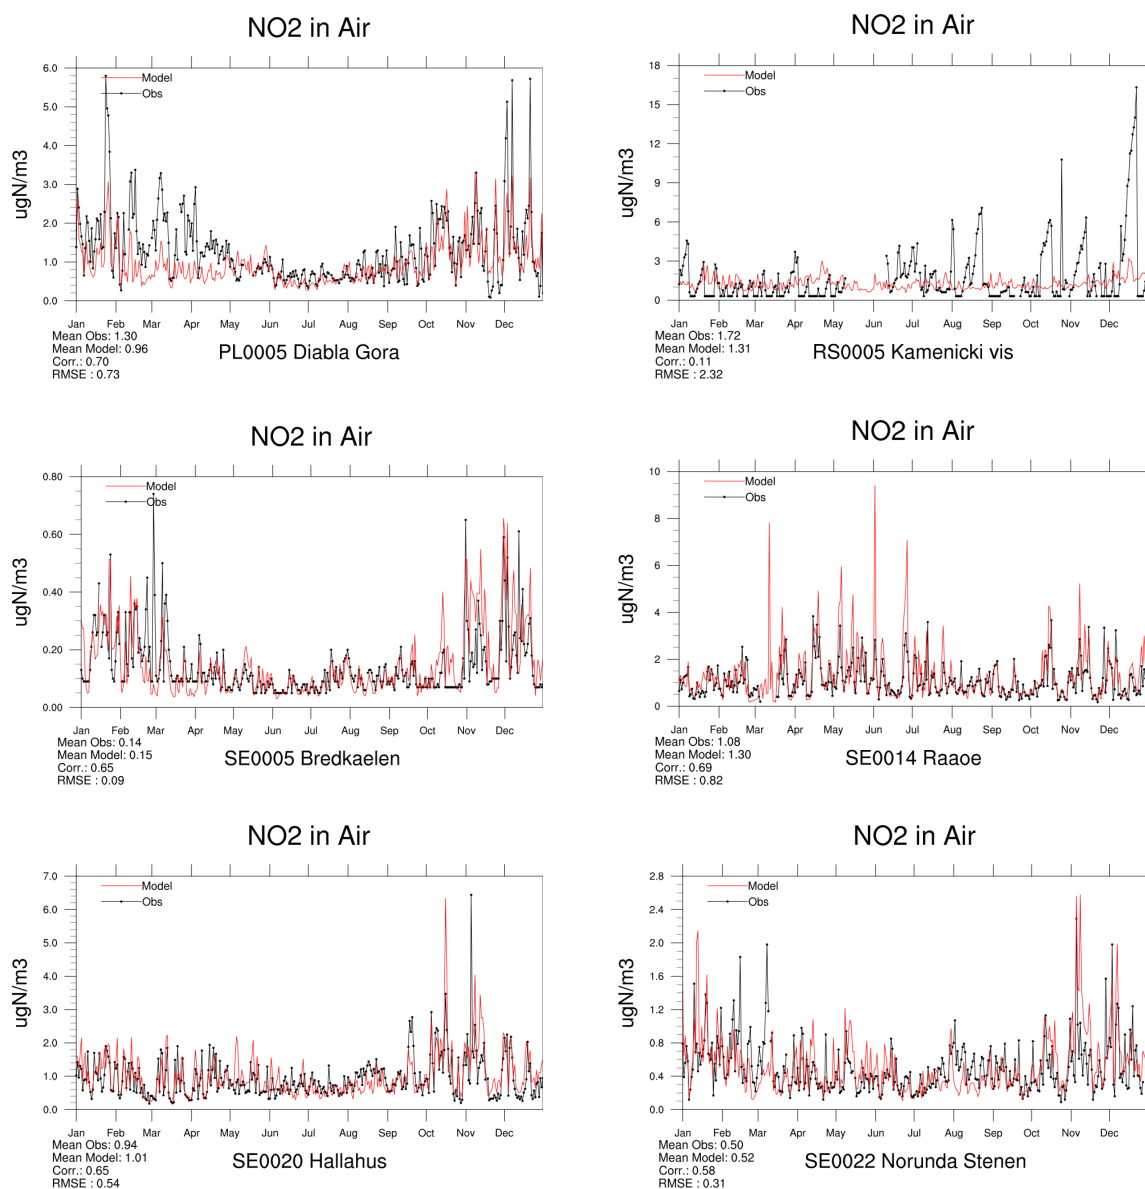 NO2 in Air
ugN/m3
6.0
5.0
4.0
3.0
2.0
1.0
0.0
Model
Obs
Jan Feb Mar Apr May Jun Jul Aug Sep Oct Nov Dec
Mean Obs: 1.30
Mean Model: 0.96
Corr.: 0.70
RMSE : 0.73
PL0005 Diabla Gora
NO2 in Air
ugN/m3
18
15
12
9
6
3
0
Model
Obs
Jan Feb Mar Apr May Jun Jul Aug Sep Oct Nov Dec
Mean Obs: 1.72
Mean Model: 1.31
Corr.: 0.11
RMSE : 2.32
RS0005 Kamenicki vis
NO2 in Air
ugN/m3
0.80
0.60
0.40
0.20
0.00
Model
Obs
Jan Feb Mar Apr May Jun Jul Aug Sep Oct Nov Dec
Mean Obs: 0.14
Mean Model: 0.15
Corr.: 0.65
RMSE : 0.09
SE0005 Bredkaelen
NO2 in Air
ugN/m3
10
8
6
4
2
0
Model
Obs
Jan Feb Mar Apr May Jun Jul Aug Sep Oct Nov Dec
Mean Obs: 1.08
Mean Model: 1.30
Corr.: 0.69
RMSE : 0.82
SE0014 Raaoe
NO2 in Air
ugN/m3
7.0
6.0
5.0
4.0
3.0
2.0
1.0
0.0
Model
Obs
Jan Feb Mar Apr May Jun Jul Aug Sep Oct Nov Dec
Mean Obs: 0.94
Mean Model: 1.01
Corr.: 0.65
RMSE : 0.54
SE0020 Hallahus
NO2 in Air
ugN/m3
2.8
2.4
2.0
1.6
1.2
0.8
0.4
0.0
Model
Obs
Jan Feb Mar Apr May Jun Jul Aug Sep Oct Nov Dec
Mean Obs: 0.50
Mean Model: 0.52
Corr.: 0.58
RMSE : 0.31
SE0022 Norunda Stenen